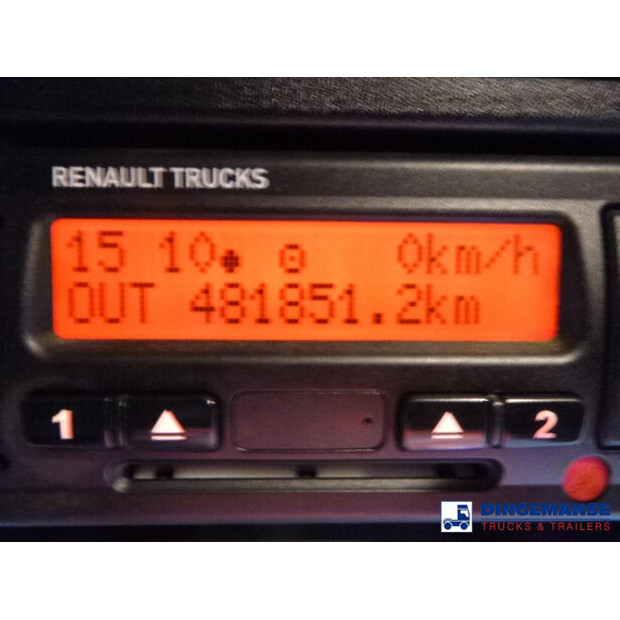 RENAULT TRUCKS
15 10 0km/h
OUT 481851.2km
1 2
DINGEMANSE
TRUCKS & TRAILERS